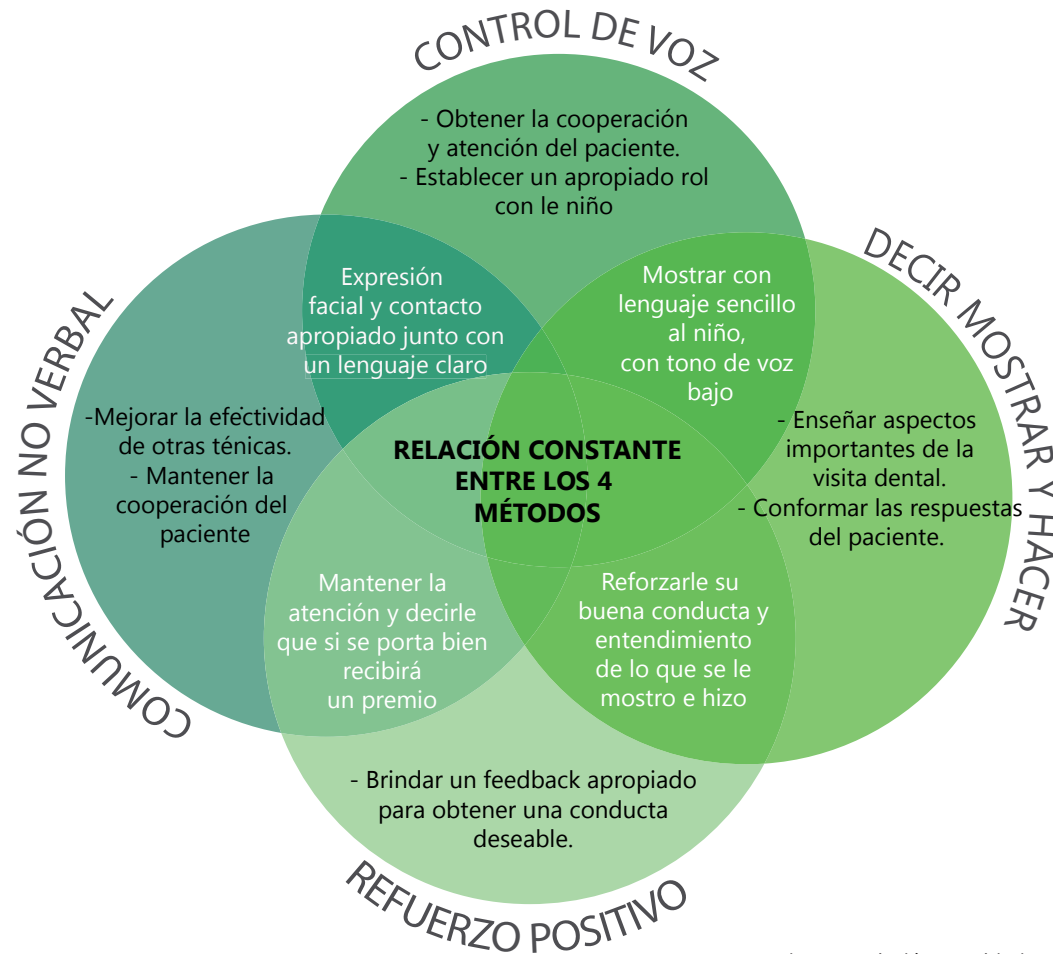 CONTROL DE VOZ
- Obtener la cooperación
y atención del paciente.
- Establecer un apropiado rol
con le niño
DECIR MOSTRAR Y HACER
Expresión
facial y contacto
apropiado junto con
un lenguaje claro
Mostrar con
lenguaje sencillo
al niño,
con tono de voz
bajo
COMUNICACIÓN NO VERBAL
-Mejorar la efectividad
de otras ténicas.
- Mantener la
cooperación del
paciente
RELACIÓN CONSTANTE
ENTRE LOS 4
MÉTODOS
- Enseñar aspectos
importantes de la
visita dental.
- Conformar las respuestas
del paciente.
Mantener la
atención y decirle
que si se porta bien
recibirá
un premio
Reforzarle su
buena conducta y
entendimiento
de lo que se le
mostro e hizo
- Brindar un feedback apropiado
para obtener una conducta
deseable.
REFUERZO POSITIVO